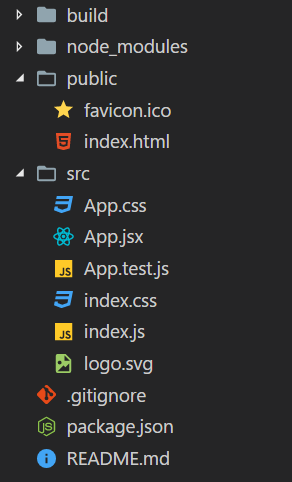 build
node_modules
public
favicon.ico
index.html
src
App.css
App.jsx
App.test.js
index.css
index.js
logo.svg
.gitignore
package.json
README.md